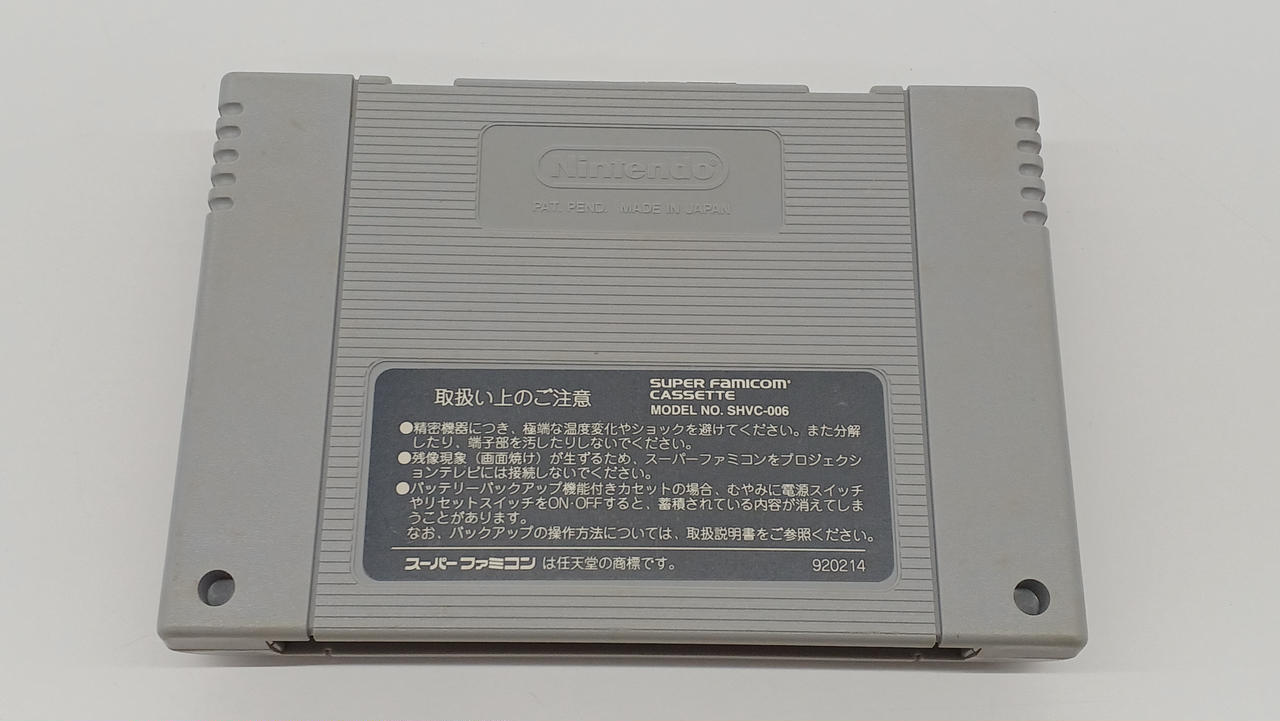 Nintendo
PAT. PEND. MADE IN JAPAN
取扱い上のご注意
SUPER FAMICOM
CASSETTE
MODEL NO. SHVC-006
●精密機器につき、極端な温度変化やショックを避けてください。また分解
したり、端子部を汚したりしないでください。
●残像現象（画面焼け）が生ずるため、スーパーファミコンをプロジェクシ
ョンテレビには接続しないでください。
●バッテリーバックアップ機能付きカセットの場合、むやみに電源スイッチ
やリセットスイッチをON・OFFすると、蓄積されている内容が消えてしま
うことがあります。
なお、バックアップの操作方法については、取扱説明書をご参照ください。
スーパーファミコン は任天堂の商標です。
920214